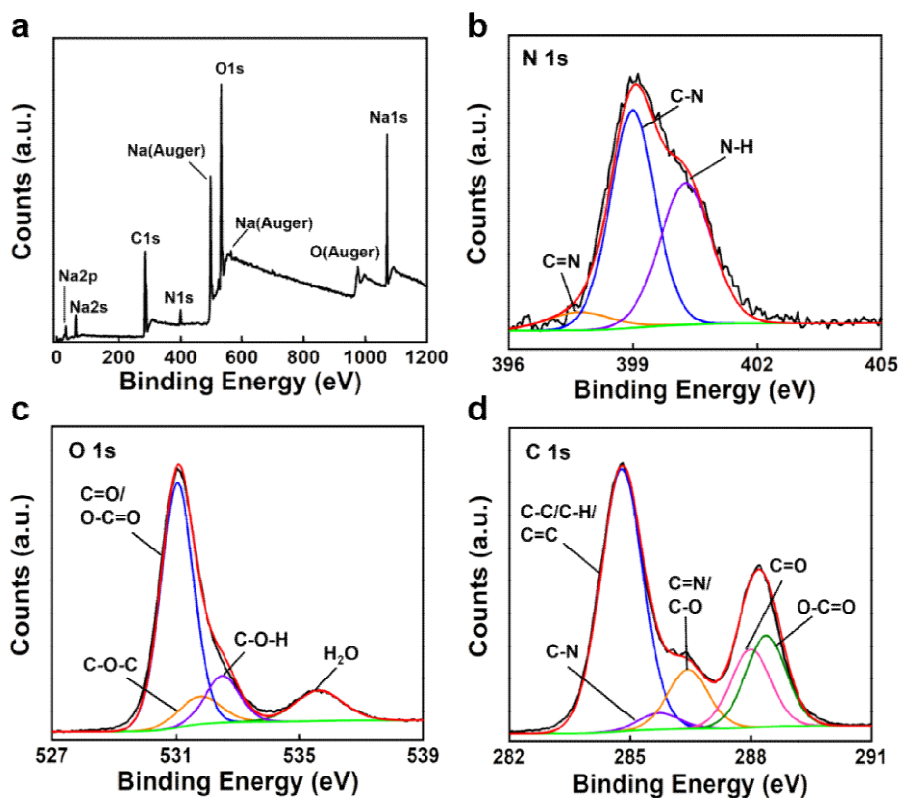 a
Counts (a.u.)
Na2p
Na2s
C1s
N1s
Na(Auger)
O1s
Na(Auger)
O(Auger)
Na1s
0 200 400 600 800 1000 1200
Binding Energy (eV)
b
N 1s
Counts (a.u.)
C=N
C-N
N-H
396 399 402 405
Binding Energy (eV)
c
O 1s
Counts (a.u.)
C=O/
O-C=O
C-O-C
C-O-H
H2O
527 531 535 539
Binding Energy (eV)
d
C 1s
Counts (a.u.)
C-C/C-H/
C=C
C-N
C=N/
C-O
C=O
O-C=O
282 285 288 291
Binding Energy (eV)